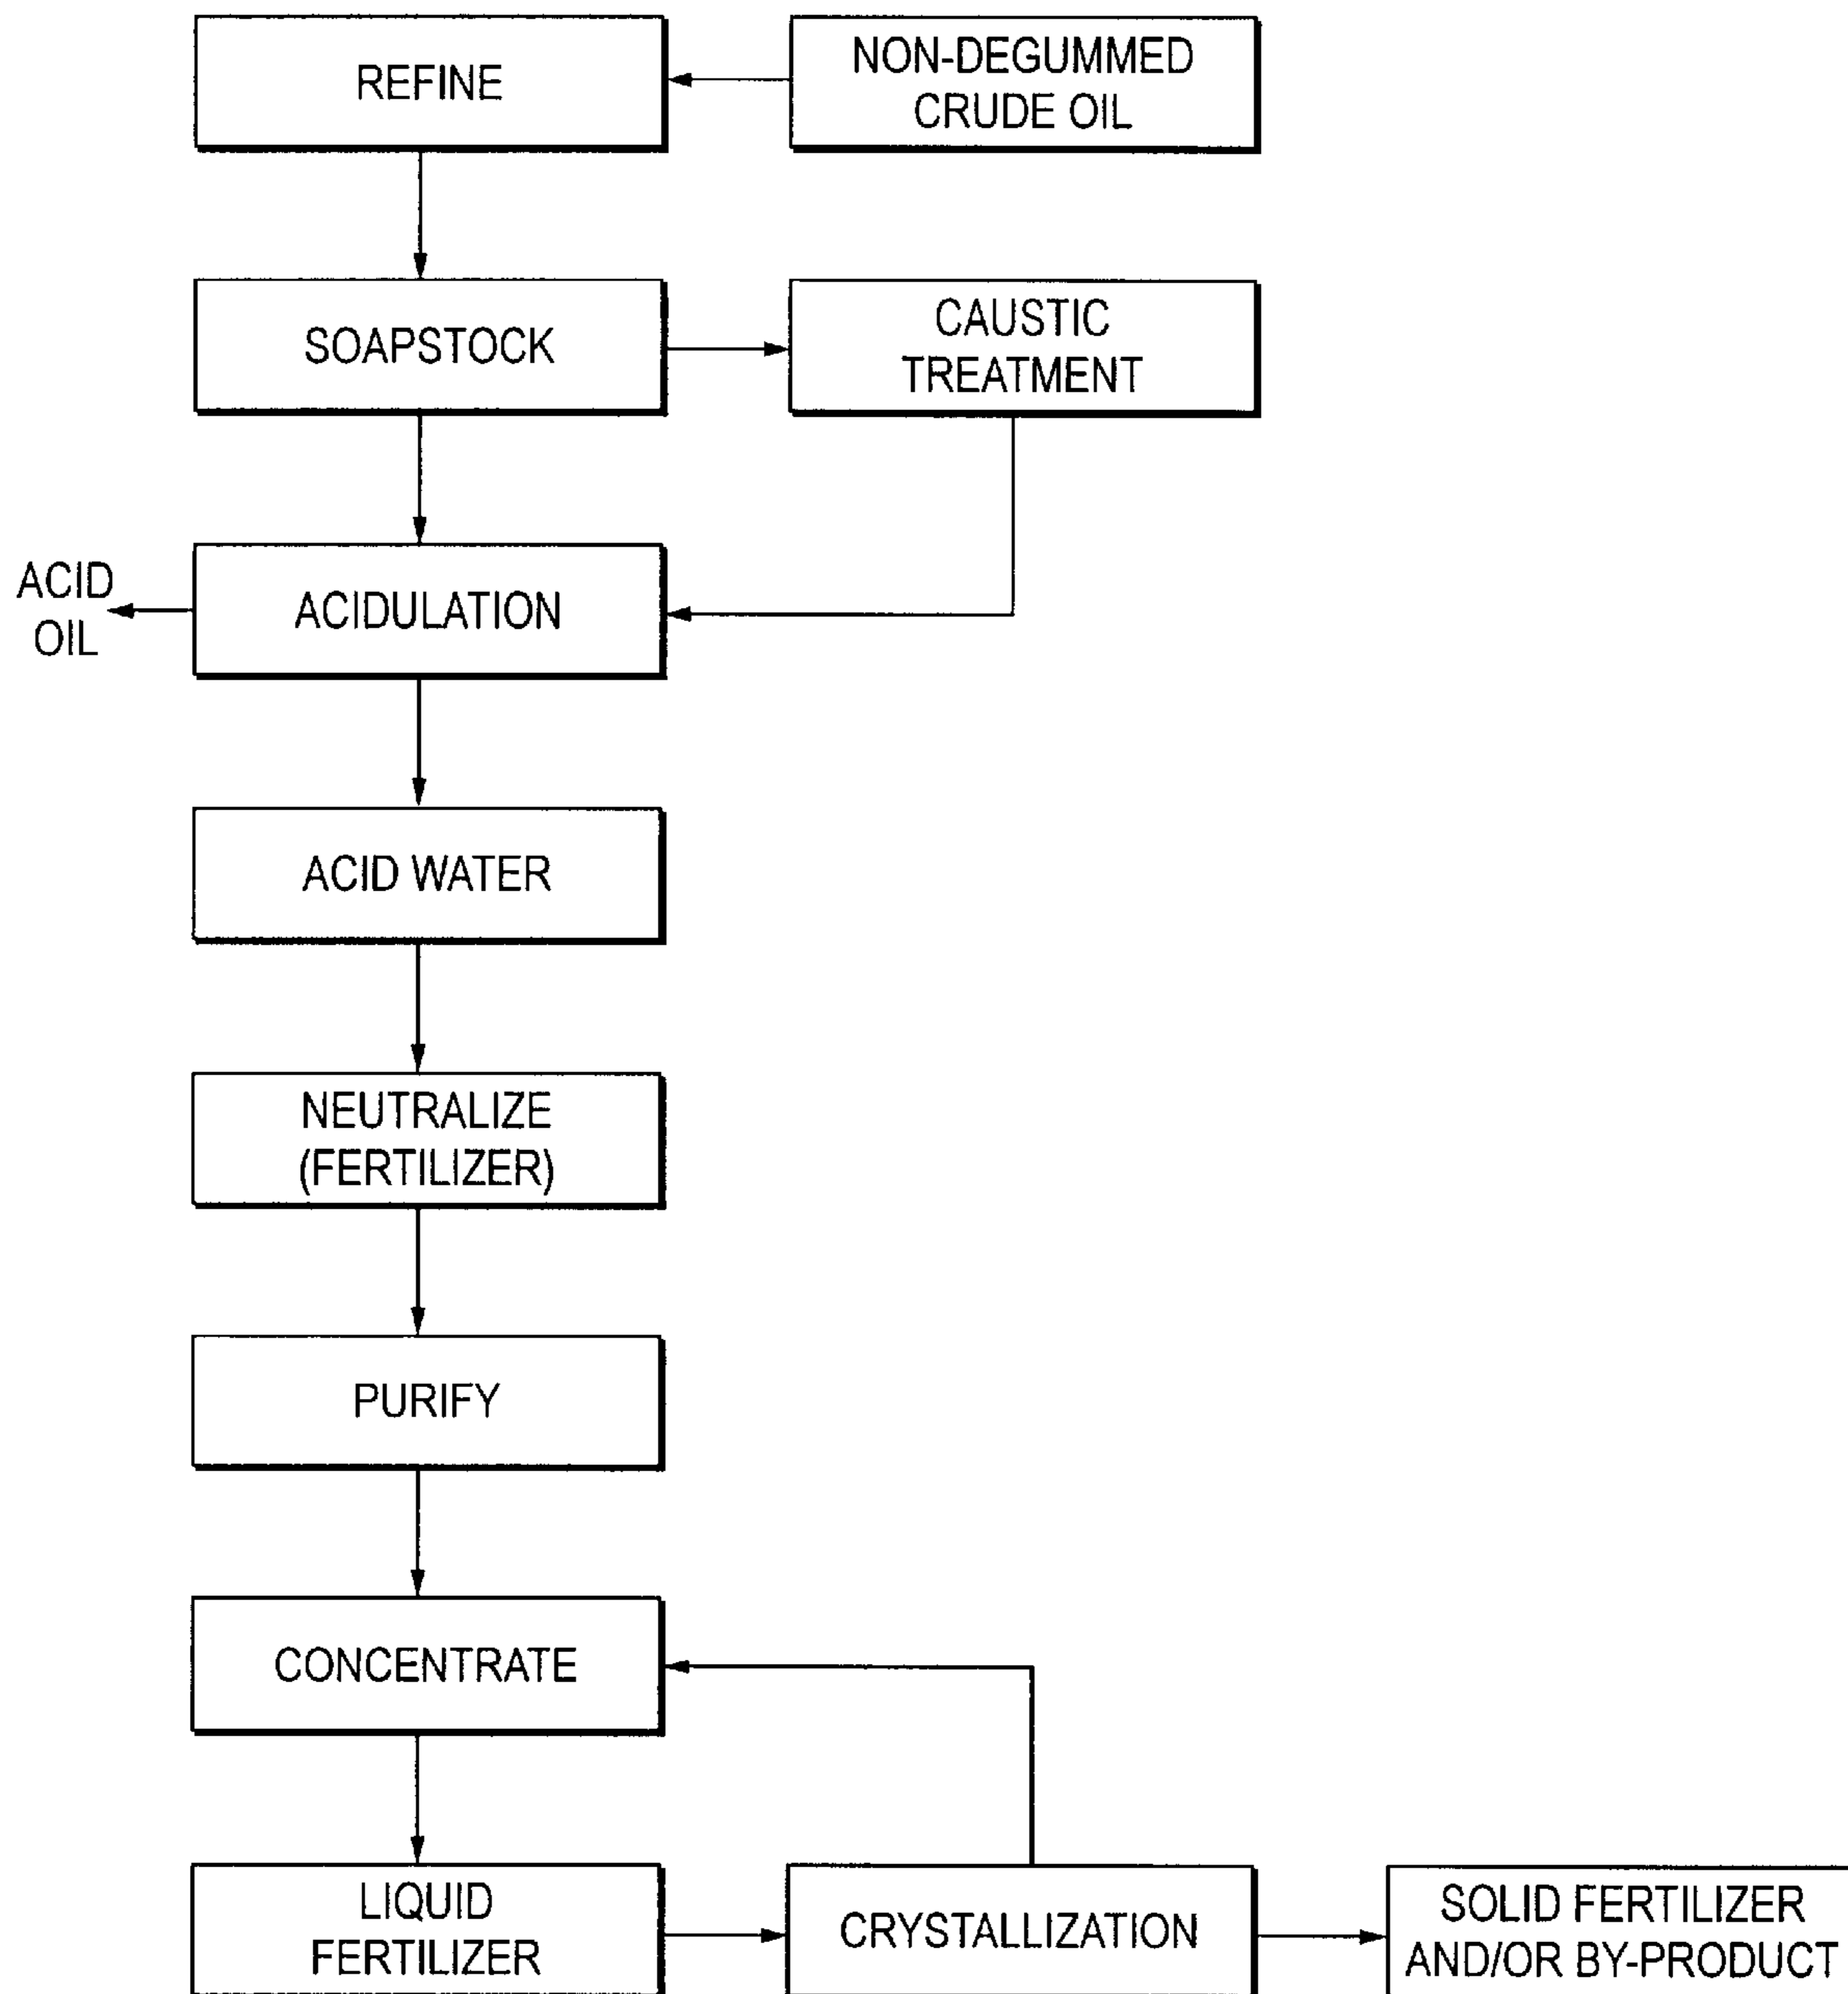 REFINE
NON-DEGUMMED
CRUDE OIL
SOAPSTOCK
CAUSTIC
TREATMENT
ACID
OIL
ACIDULATION
ACID WATER
NEUTRALIZE
(FERTILIZER)
PURIFY
CONCENTRATE
LIQUID
FERTILIZER
CRYSTALLIZATION
SOLID FERTILIZER
AND/OR BY-PRODUCT